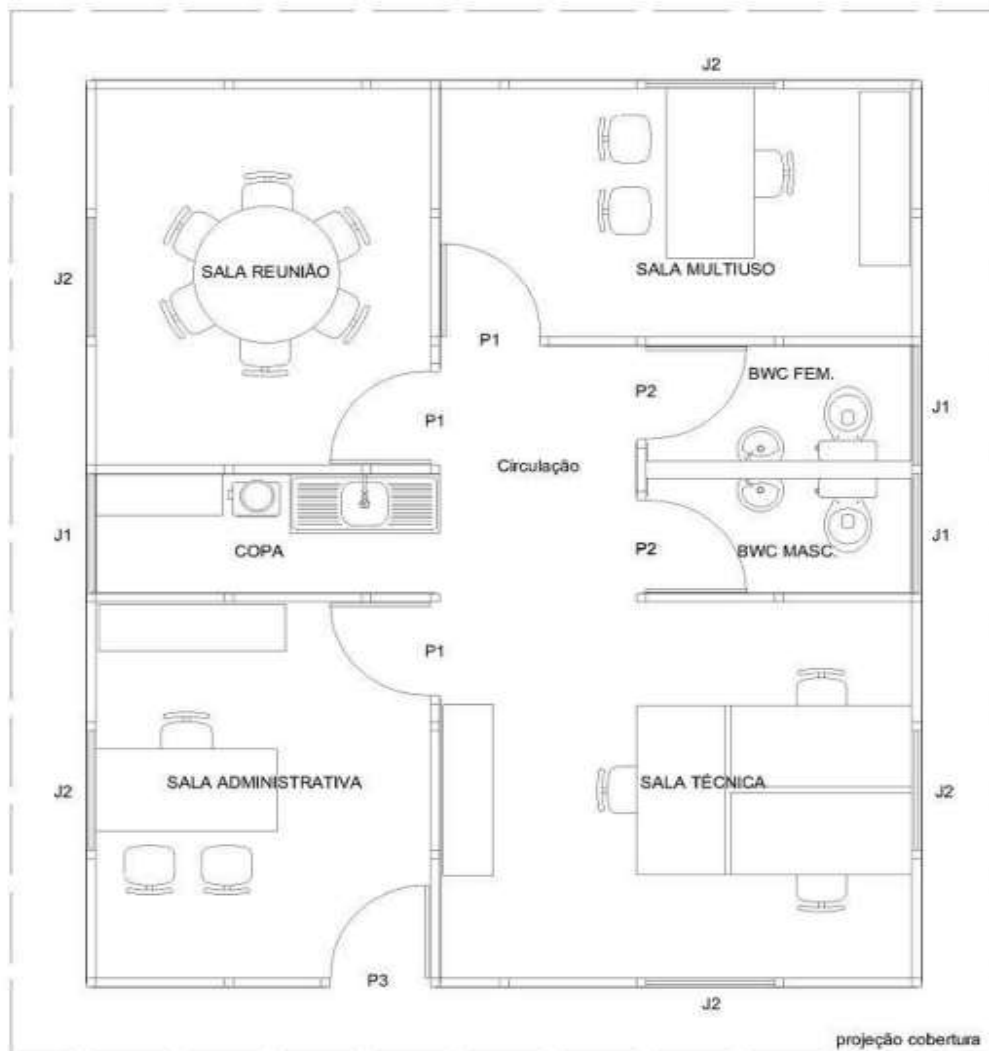 J2
SALA REUNIÃO
J2
SALA MULTIUSO
P1
BWC FEM.
P2
J1
P1
Circulação
J1
COPA
P2
BWC MASC.
J1
P1
J2
SALA ADMINISTRATIVA
SALA TÉCNICA
J2
P3
J2
projeção cobertura